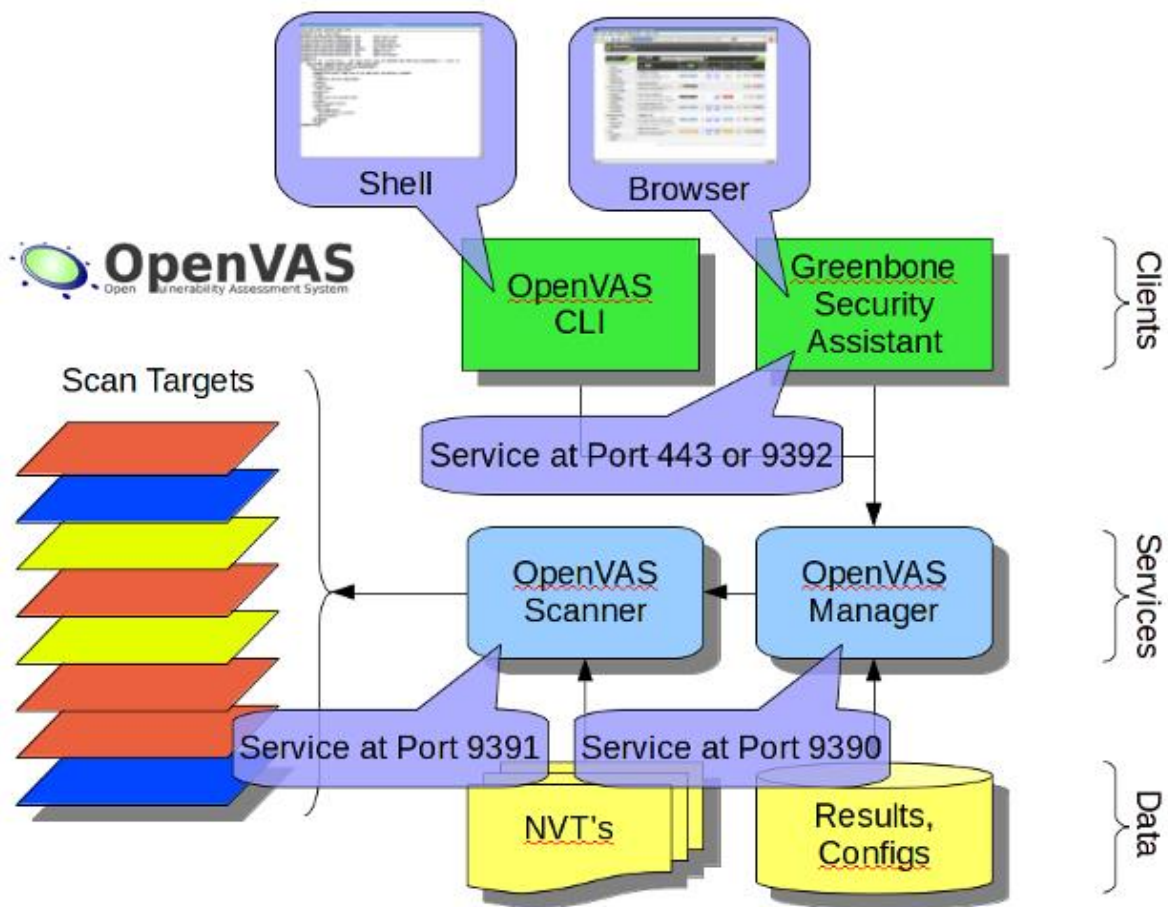 Shell
Browser
OpenVAS
Open Vulnerability Assessment System
OpenVAS
CLI
Greenbone
Security
Assistant
Clients
Scan Targets
Service at Port 443 or 9392
OpenVAS
Scanner
OpenVAS
Manager
Services
Service at Port 9391
Service at Port 9390
NVT's
Results,
Configs
Data